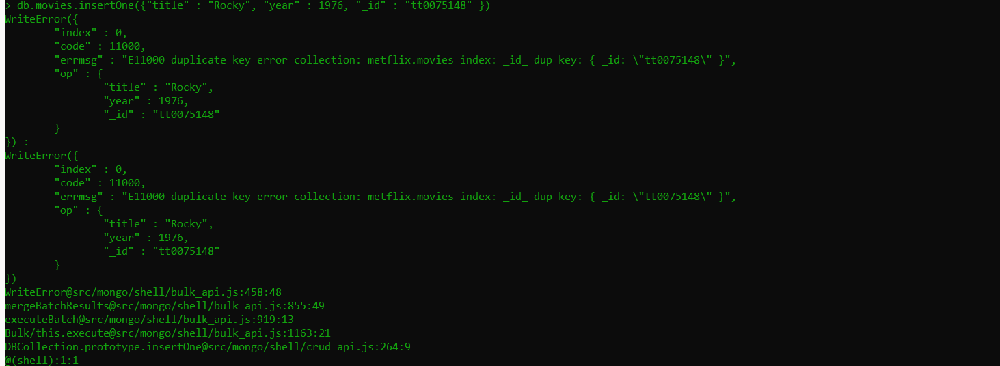 > db.movies.insertOne({"title" : "Rocky", "year" : 1976, "_id" : "tt0075148" })
WriteError({
        "index" : 0,
        "code" : 11000,
        "errmsg" : "E11000 duplicate key error collection: metflix.movies index: _id_ dup key: { _id: \"tt0075148\" }",
        "op" : {
                "title" : "Rocky",
                "year" : 1976,
                "_id" : "tt0075148"
        }
}) :
WriteError({
        "index" : 0,
        "code" : 11000,
        "errmsg" : "E11000 duplicate key error collection: metflix.movies index: _id_ dup key: { _id: \"tt0075148\" }",
        "op" : {
                "title" : "Rocky",
                "year" : 1976,
                "_id" : "tt0075148"
        }
})
WriteError@src/mongo/shell/bulk_api.js:458:48
mergeBatchResults@src/mongo/shell/bulk_api.js:855:49
executeBatch@src/mongo/shell/bulk_api.js:919:13
Bulk/this.execute@src/mongo/shell/bulk_api.js:1163:21
DBCollection.prototype.insertOne@src/mongo/shell/crud_api.js:264:9
@(shell):1:1